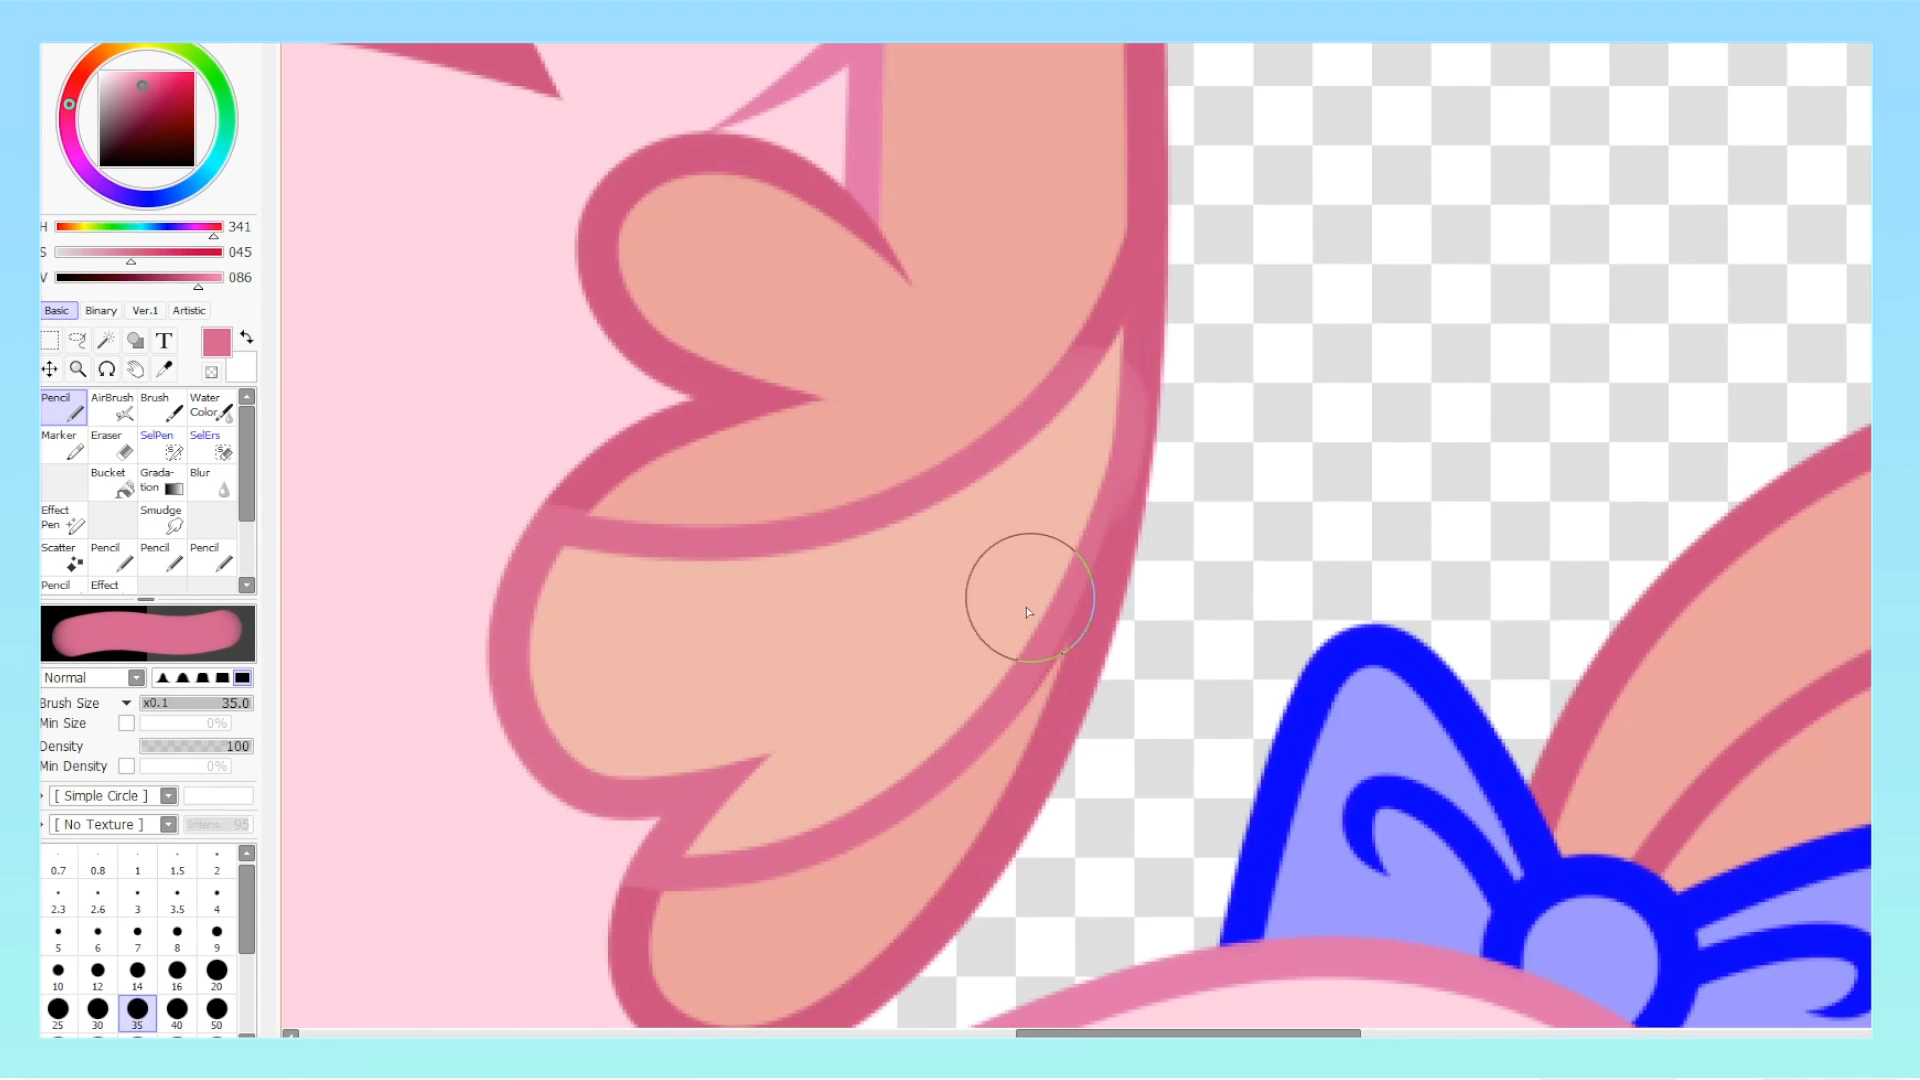 H 341
S 045
V 086
Basic Binary Ver.1 Artistic
T
Pencil AirBrush Brush Water Color
Marker Eraser SelPen SelErs
Bucket Grada-tion Blur
Effect Pen Smudge
Scatter Pencil Pencil Pencil
Pencil Effect
Normal
Brush Size x0.1 35.0
Min Size 0%
Density 100
Min Density 0%
[ Simple Circle ]
[ No Texture ] Intens. 95
0.7 0.8 1 1.5 2
2.3 2.6 3 3.5 4
5 6 7 8 9
10 12 14 16 20
25 30 35 40 50